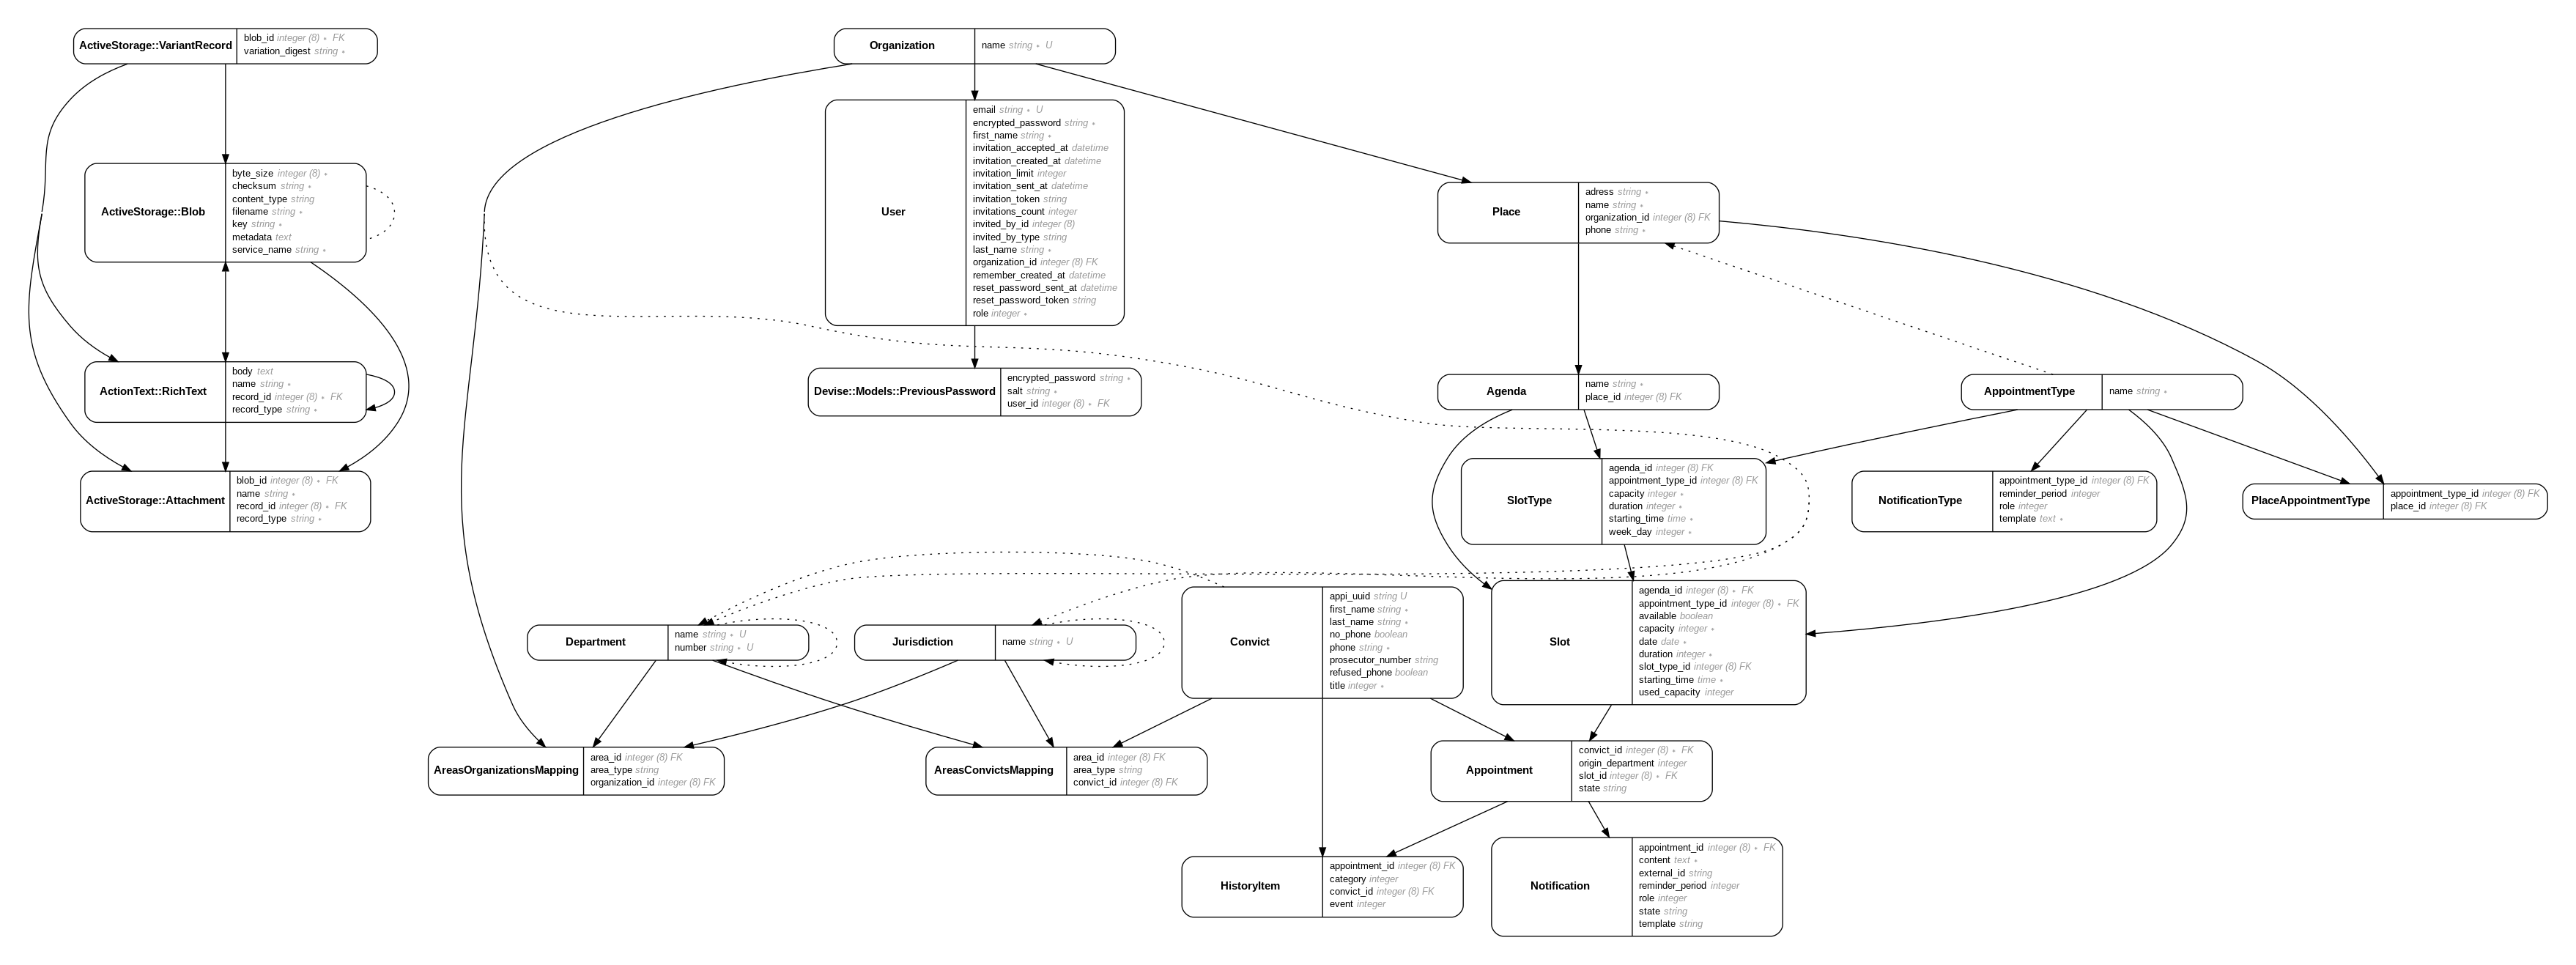 ActiveStorage::VariantRecord
blob_id integer (8) ∗ FK
variation_digest string ∗
Organization
name string ∗ U
User
email string ∗ U
encrypted_password string ∗
first_name string ∗
invitation_accepted_at datetime
invitation_created_at datetime
invitation_limit integer
invitation_sent_at datetime
invitation_token string
invitations_count integer
invited_by_id integer (8)
invited_by_type string
last_name string ∗
organization_id integer (8) FK
remember_created_at datetime
reset_password_sent_at datetime
reset_password_token string
role integer ∗
ActiveStorage::Blob
byte_size integer (8) ∗
checksum string ∗
content_type string
filename string ∗
key string ∗
metadata text
service_name string ∗
Place
adress string ∗
name string ∗
organization_id integer (8) FK
phone string ∗
ActionText::RichText
body text
name string ∗
record_id integer (8) ∗ FK
record_type string ∗
Devise::Models::PreviousPassword
encrypted_password string ∗
salt string ∗
user_id integer (8) ∗ FK
Agenda
name string ∗
place_id integer (8) FK
AppointmentType
name string ∗
ActiveStorage::Attachment
blob_id integer (8) ∗ FK
name string ∗
record_id integer (8) ∗ FK
record_type string ∗
SlotType
agenda_id integer (8) FK
appointment_type_id integer (8) FK
capacity integer ∗
duration integer ∗
starting_time time ∗
week_day integer ∗
NotificationType
appointment_type_id integer (8) FK
reminder_period integer
role integer
template text ∗
PlaceAppointmentType
appointment_type_id integer (8) FK
place_id integer (8) FK
Department
name string ∗ U
number string ∗ U
Jurisdiction
name string ∗ U
Convict
appi_uuid string U
first_name string ∗
last_name string ∗
no_phone boolean
phone string ∗
prosecutor_number string
refused_phone boolean
title integer ∗
Slot
agenda_id integer (8) ∗ FK
appointment_type_id integer (8) ∗ FK
available boolean
capacity integer ∗
date date ∗
duration integer ∗
slot_type_id integer (8) FK
starting_time time ∗
used_capacity integer
AreasOrganizationsMapping
area_id integer (8) FK
area_type string
organization_id integer (8) FK
AreasConvictsMapping
area_id integer (8) FK
area_type string
convict_id integer (8) FK
Appointment
convict_id integer (8) ∗ FK
origin_department integer
slot_id integer (8) ∗ FK
state string
HistoryItem
appointment_id integer (8) FK
category integer
convict_id integer (8) FK
event integer
Notification
appointment_id integer (8) ∗ FK
content text ∗
external_id string
reminder_period integer
role integer
state string
template string